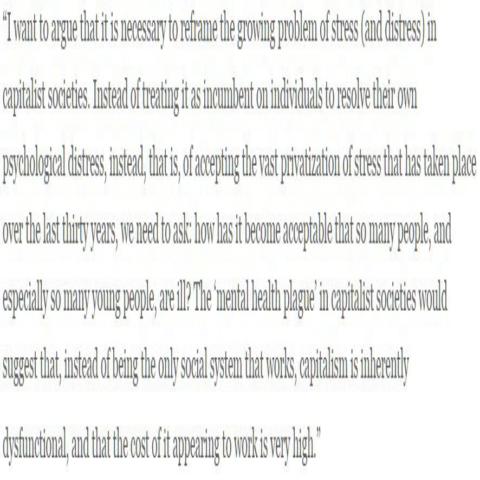 “I want to argue that it is necessary to reframe the growing problem of stress (and distress) in
capitalist societies. Instead of treating it as incumbent on individuals to resolve their own
psychological distress, instead, that is, of accepting the vast privatization of stress that has taken place
over the last thirty years, we need to ask: how has it become acceptable that so many people, and
especially so many young people, are ill? The ‘mental health plague’ in capitalist societies would
suggest that, instead of being the only social system that works, capitalism is inherently
dysfunctional, and that the cost of it appearing to work is very high.”